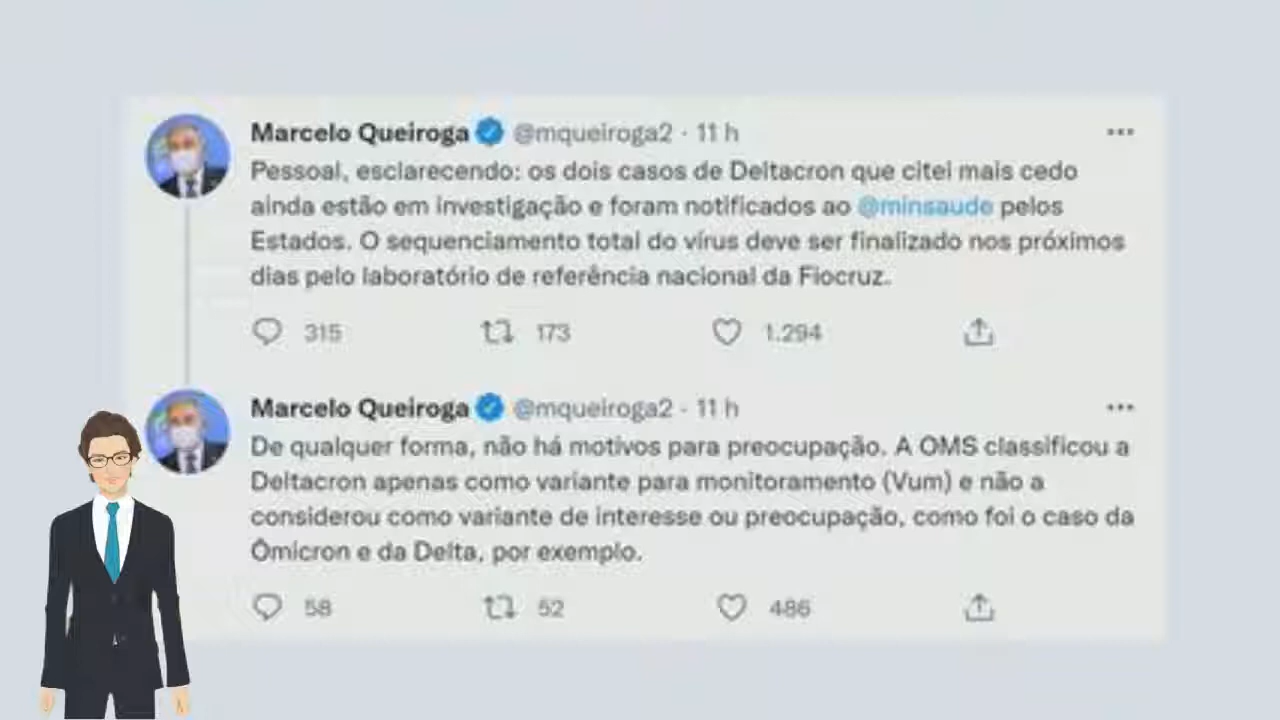 Marcelo Queiroga @mqueiroga2 · 11 h
Pessoal, esclarecendo: os dois casos de Deltacron que citei mais cedo
ainda estão em investigação e foram notificados ao @minsaude pelos
Estados. O sequenciamento total do vírus deve ser finalizado nos próximos
dias pelo laboratório de referência nacional da Fiocruz.
315 173 1.294
Marcelo Queiroga @mqueiroga2 · 11 h
De qualquer forma, não há motivos para preocupação. A OMS classificou a
Deltacron apenas como variante para monitoramento (Vum) e não a
considerou como variante de interesse ou preocupação, como foi o caso da
Ômicron e da Delta, por exemplo.
58 52 486